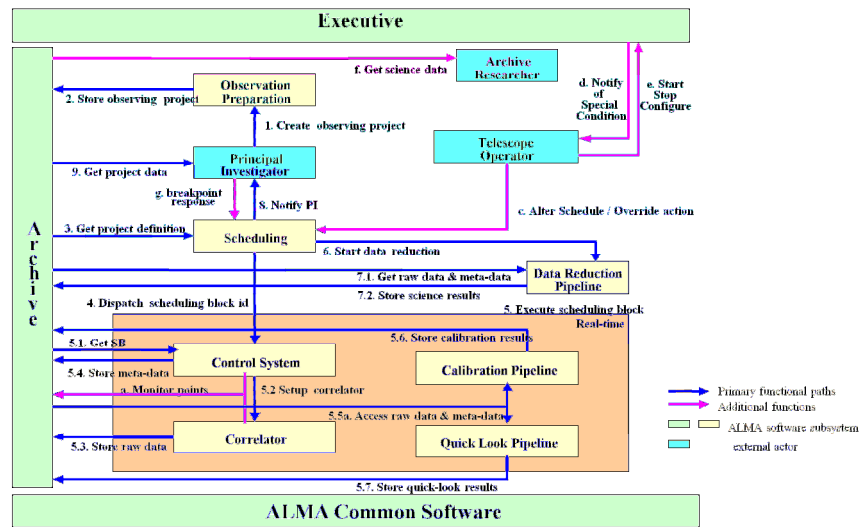 Executive
f. Get science data
Archive
Researcher
d. Notify
of
Special
Condition
e. Start
Stop
Configure
Observation
Preparation
2. Store observing project
1. Create observing project
Telescope
Operator
Principal
Investigator
9. Get project data
g. breakpoint
response
8. Notify PI
c. Alter Schedule / Override action
3. Get project definition
Scheduling
6. Start data reduction
Archive
7.1. Get raw data & meta-data
Data Reduction
Pipeline
7.2. Store science results
4. Dispatch scheduling block id
5. Execute scheduling block
Real-time
5.6. Store calibration results
5.1. Get SB
Control System
Calibration Pipeline
5.4. Store meta-data
a. Monitor points
5.2 Setup correlator
Primary functional paths
Additional functions
5.5a. Access raw data & meta-data
ALMA software subsystem
Correlator
Quick Look Pipeline
5.3. Store raw data
external actor
5.7. Store quick-look results
ALMA Common Software